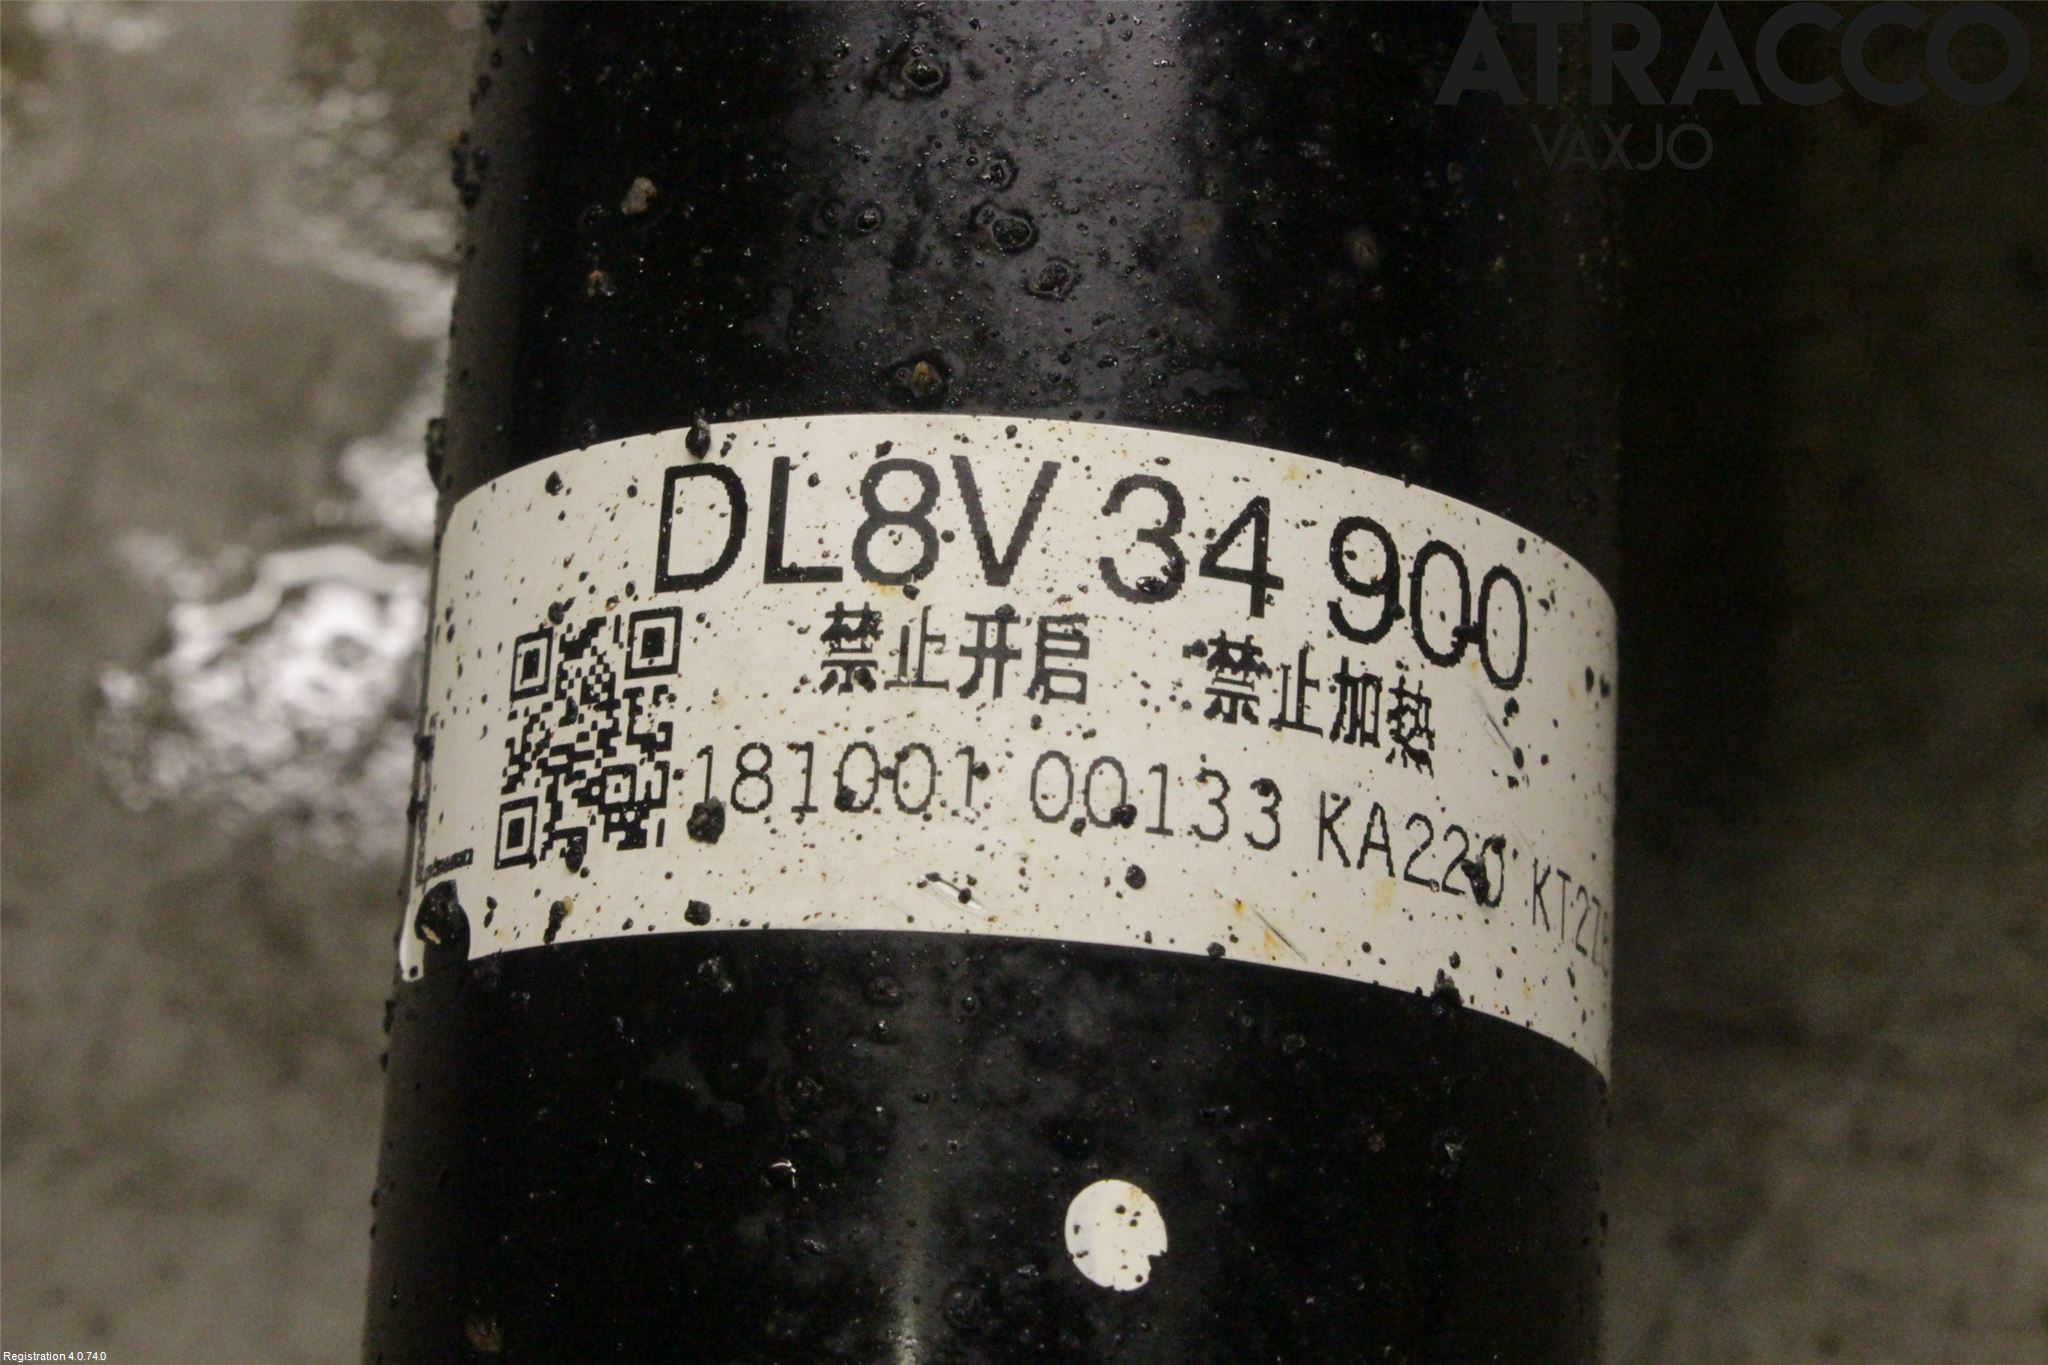 ATRACCO
VAXJÖ
DL8V 34 900
禁止开启 禁止加热
181001 00133 KA220
Registration 4.0.74.0